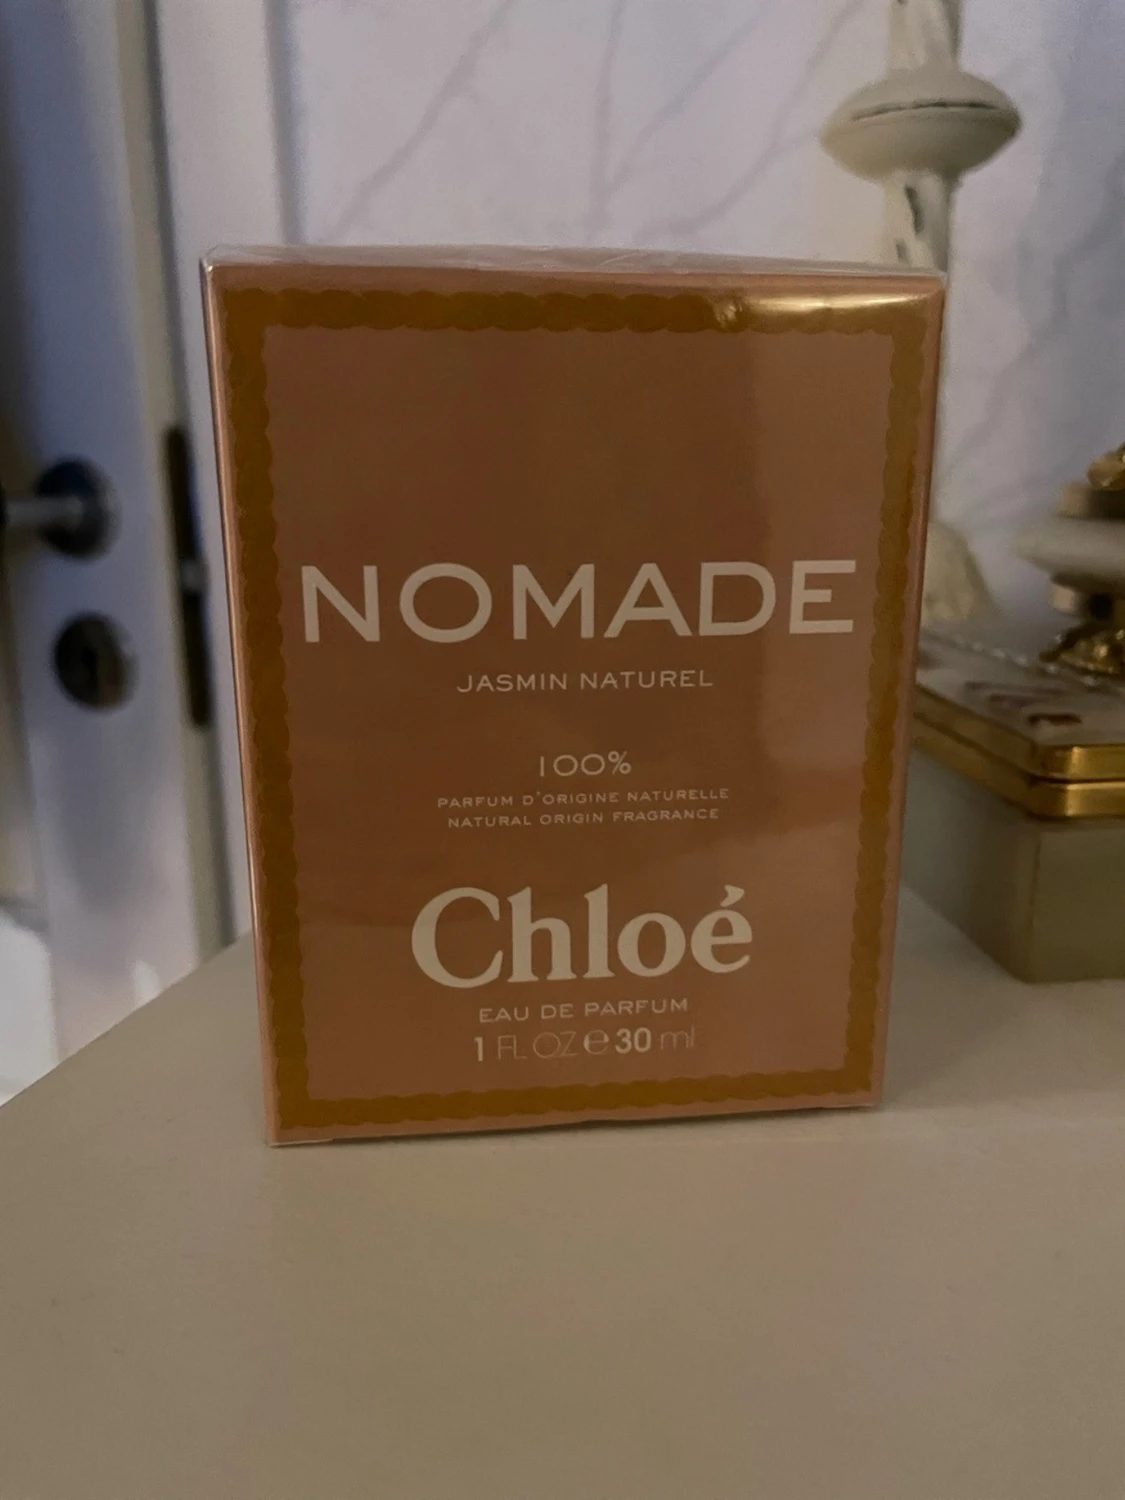 NOMADE
JASMIN NATUREL
100%
PARFUM D'ORIGINE NATURELLE
NATURAL ORIGIN FRAGRANCE
Chloé
EAU DE PARFUM
1 FL OZ ℮ 30 ml